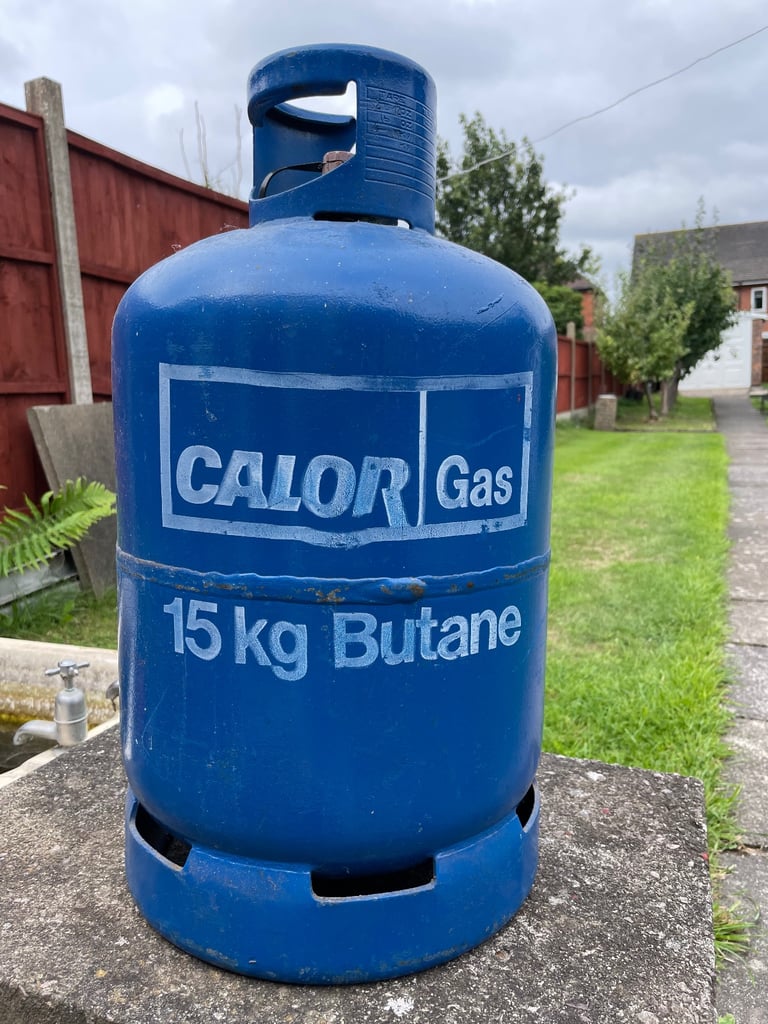 CALOR Gas
15 kg Butane